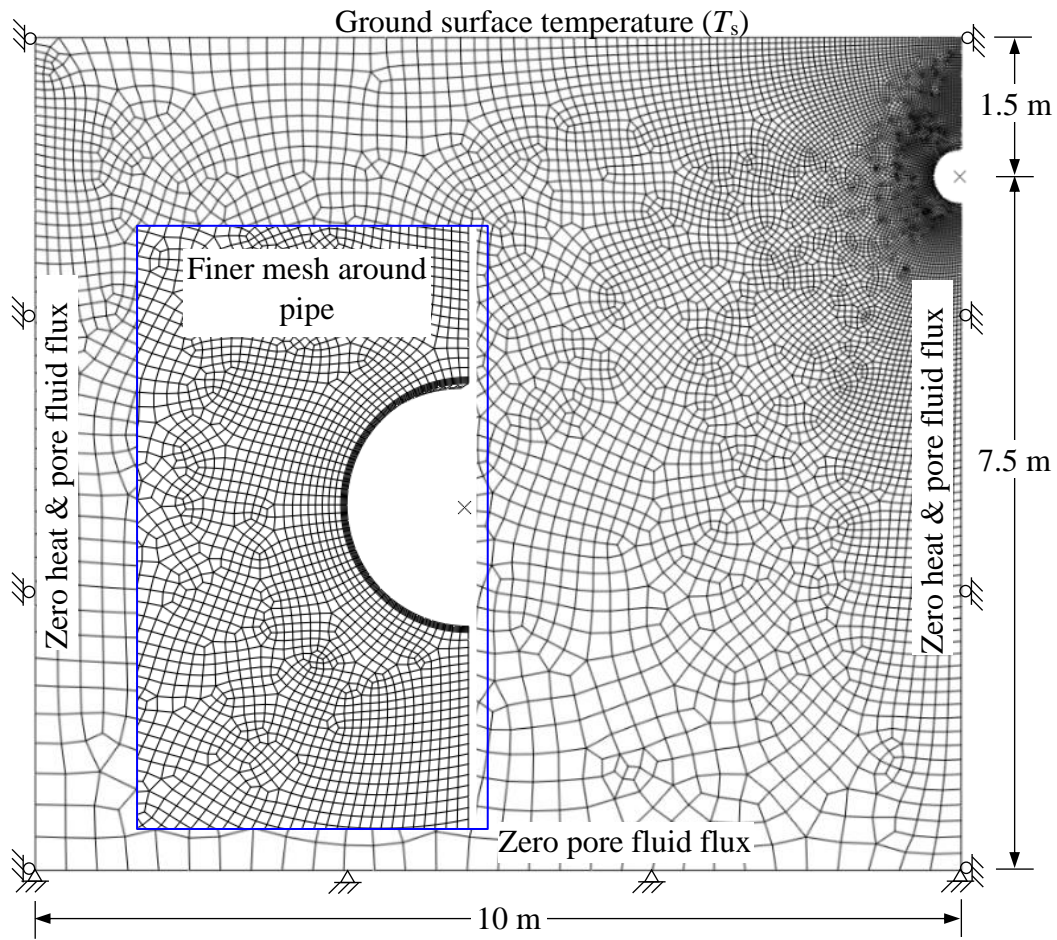 Ground surface temperature (Ts)
1.5 m
Finer mesh around
pipe
Zero heat & pore fluid flux
Zero heat & pore fluid flux
7.5 m
Zero pore fluid flux
10 m